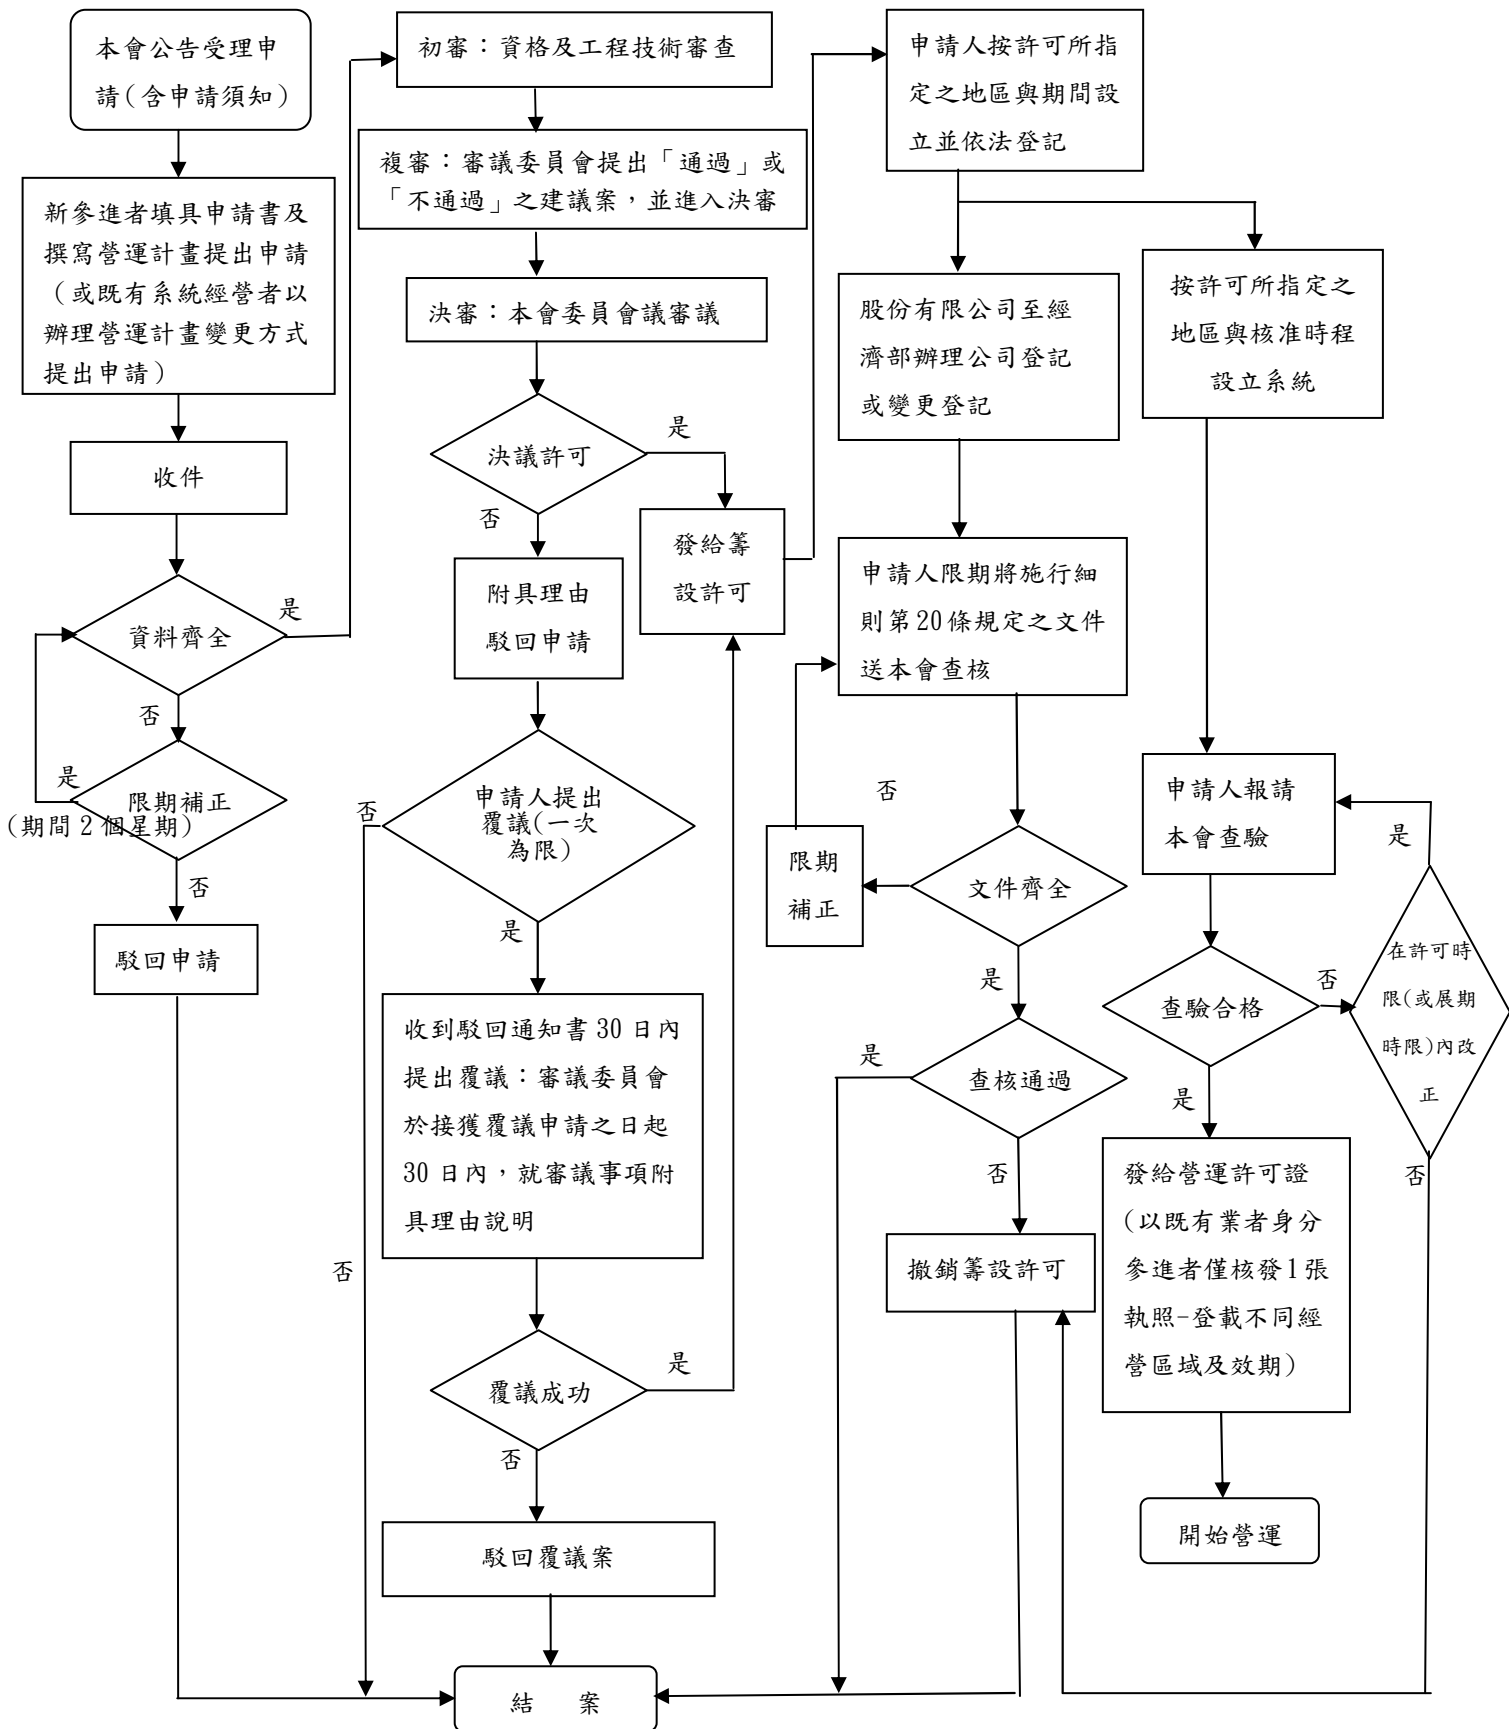 本會公告受理申
請(含申請須知)
新參進者填具申請書及
撰寫營運計畫提出申請
(或既有系統經營者以
辦理營運計畫變更方式
提出申請)
收件
資料齊全
是
否
限期補正
是
(期間 2 個星期)
否
駁回申請
初審：資格及工程技術審查
複審：審議委員會提出「通過」或
「不通過」之建議案，並進入決審
決審：本會委員會議審議
決議許可
是
否
發給籌
設許可
附具理由
駁回申請
申請人提出
覆議(一次
為限)
否
是
收到駁回通知書 30 日內
提出覆議：審議委員會
於接獲覆議申請之日起
30 日內，就審議事項附
具理由說明
否
覆議成功
是
否
駁回覆議案
結　案
申請人按許可所指
定之地區與期間設
立並依法登記
股份有限公司至經
濟部辦理公司登記
或變更登記
申請人限期將施行細
則第20條規定之文件
送本會查核
否
限期
補正
文件齊全
是
查核通過
是
否
撤銷籌設許可
按許可所指定之
地區與核准時程
設立系統
申請人報請
本會查驗
是
查驗合格
否
在許可時
限(或展期
時限)內改
正
是
否
發給營運許可證
(以既有業者身分
參進者僅核發1張
執照-登載不同經
營區域及效期)
開始營運